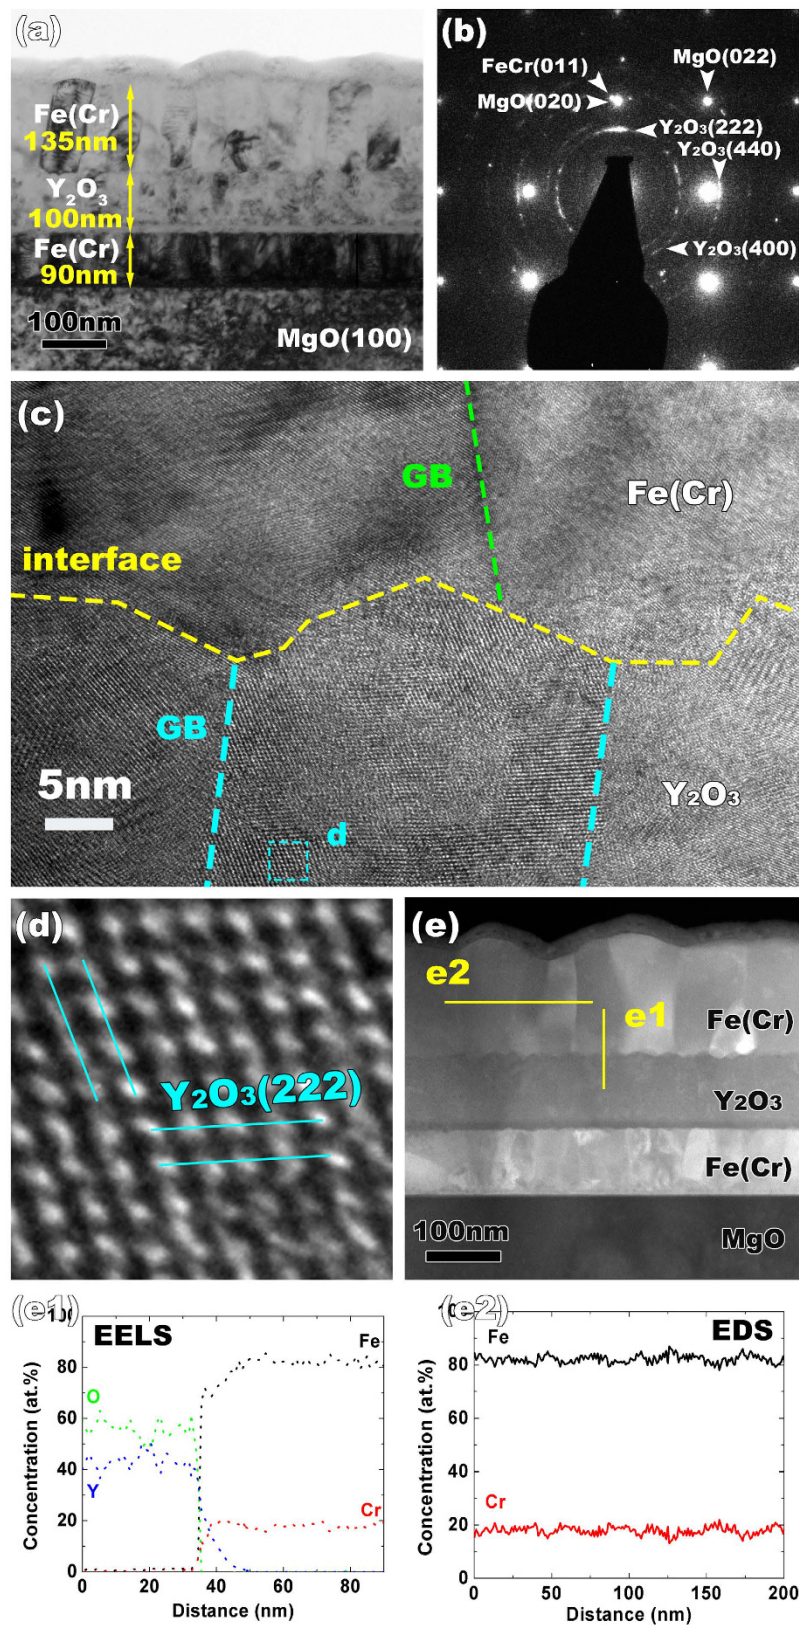 (a)
Fe(Cr)
135nm
Y₂O₃
100nm
Fe(Cr)
90nm
100nm
MgO(100)
(b)
FeCr(011)
MgO(022)
MgO(020)
Y₂O₃(222)
Y₂O₃(440)
Y₂O₃(400)
(c)
GB
Fe(Cr)
interface
GB
5nm
Y₂O₃
d
(d)
Y₂O₃(222)
(e)
e2
e1
Fe(Cr)
Y₂O₃
Fe(Cr)
100nm
MgO
(e1)
EELS
Fe
O
Y
Cr
Concentration (at.%)
80
60
40
20
0
0 20 40 60 80
Distance (nm)
(e2)
EDS
Fe
Cr
Concentration (at.%)
80
60
40
20
0
0 50 100 150 200
Distance (nm)